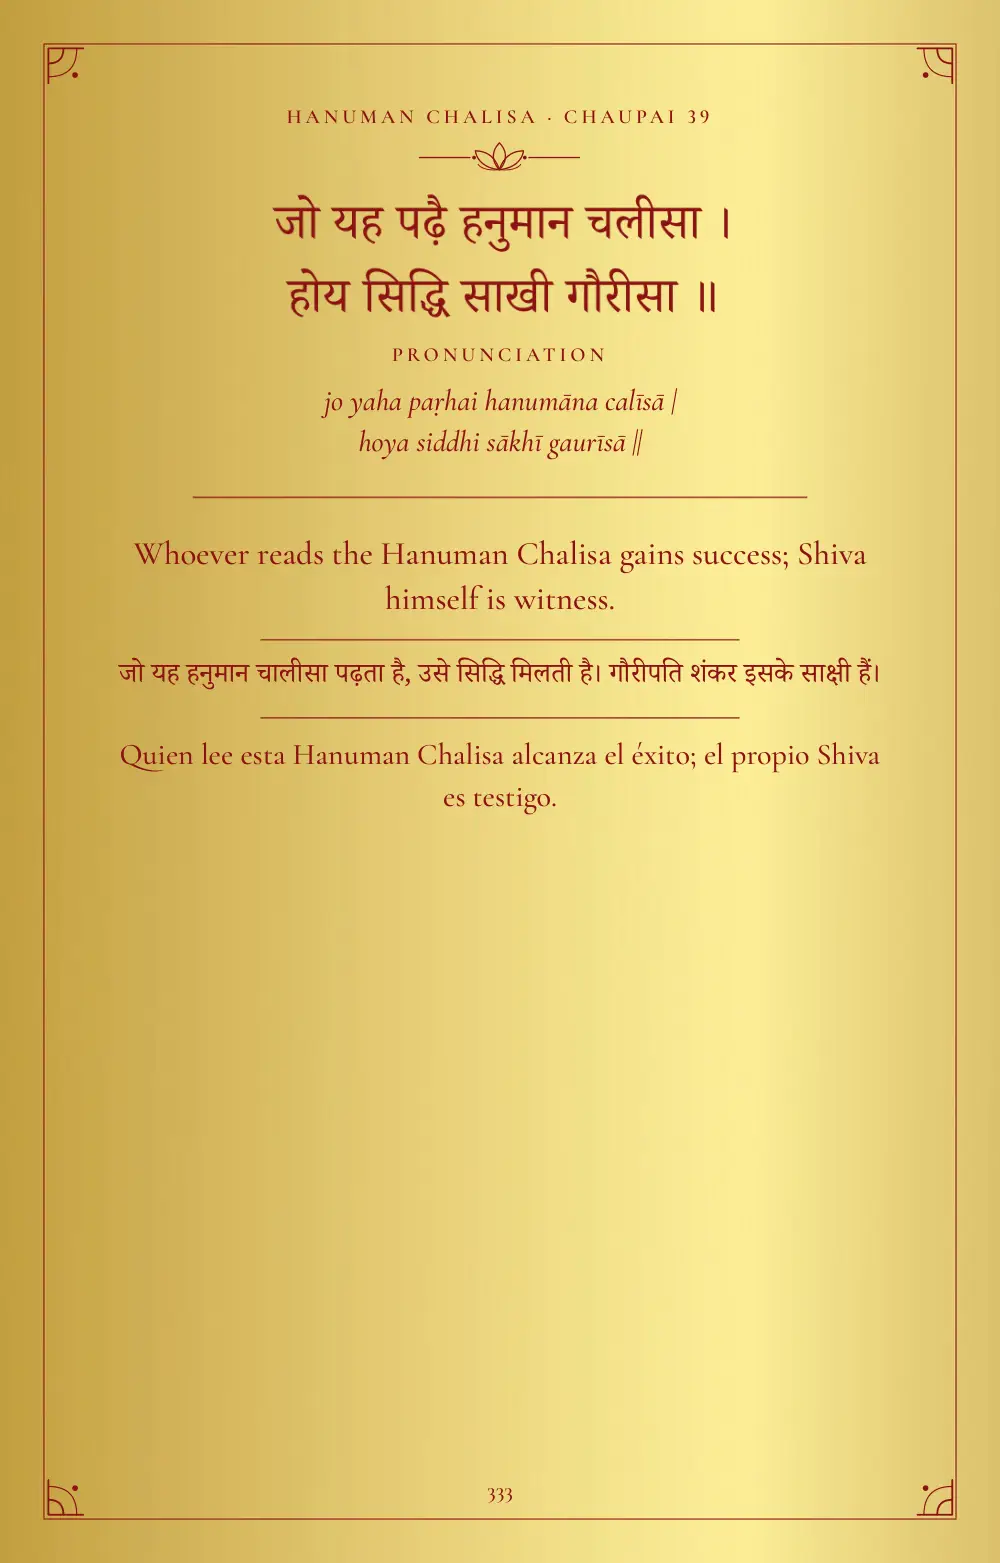 HANUMAN CHALISA · CHAUPAI 39
जो यह पढ़ै हनुमान चलीसा ।
होय सिद्धि साखी गौरीसा ॥
PRONUNCIATION
jo yaha paṛhai hanumāna calīsā |
hoya siddhi sākhī gaurīsā ||
Whoever reads the Hanuman Chalisa gains success; Shiva
himself is witness.
जो यह हनुमान चालीसा पढ़ता है, उसे सिद्धि मिलती है। गौरीपति शंकर इसके साक्षी हैं।
Quien lee esta Hanuman Chalisa alcanza el éxito; el propio Shiva
es testigo.
333